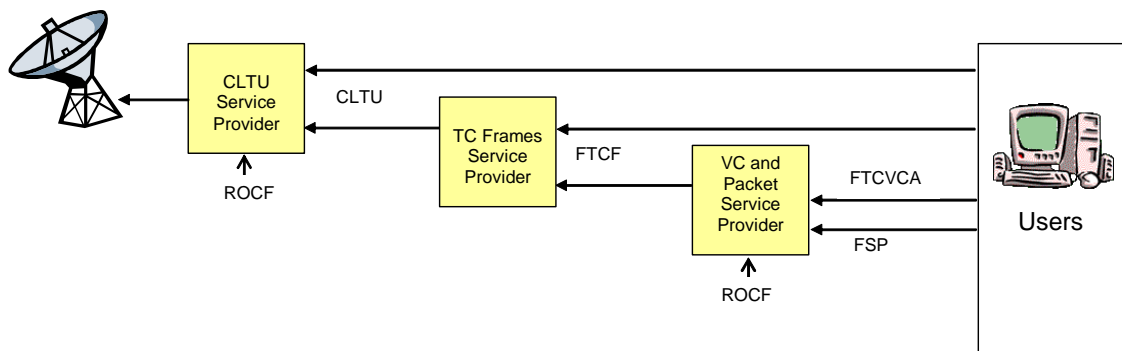 CLTU
Service
Provider
CLTU
ROCF
TC Frames
Service
Provider
FTCF
VC and
Packet
Service
Provider
FTCVCA
FSP
ROCF
Users